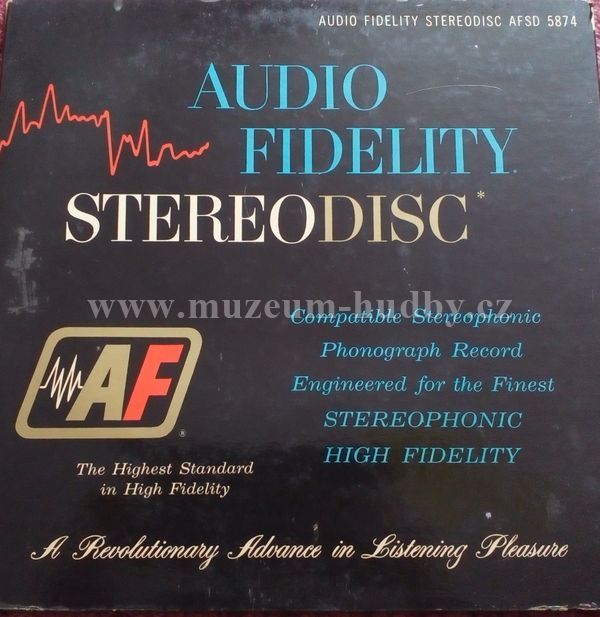 AUDIO FIDELITY STEREODISC AFSD 5874
AUDIO
FIDELITY
STEREODISC*
www.muzeum-hudby.cz
Compatible Stereophonic
Phonograph Record
Engineered for the Finest
STEREOPHONIC
HIGH FIDELITY
AF®
The Highest Standard
in High Fidelity
A Revolutionary Advance in Listening Pleasure